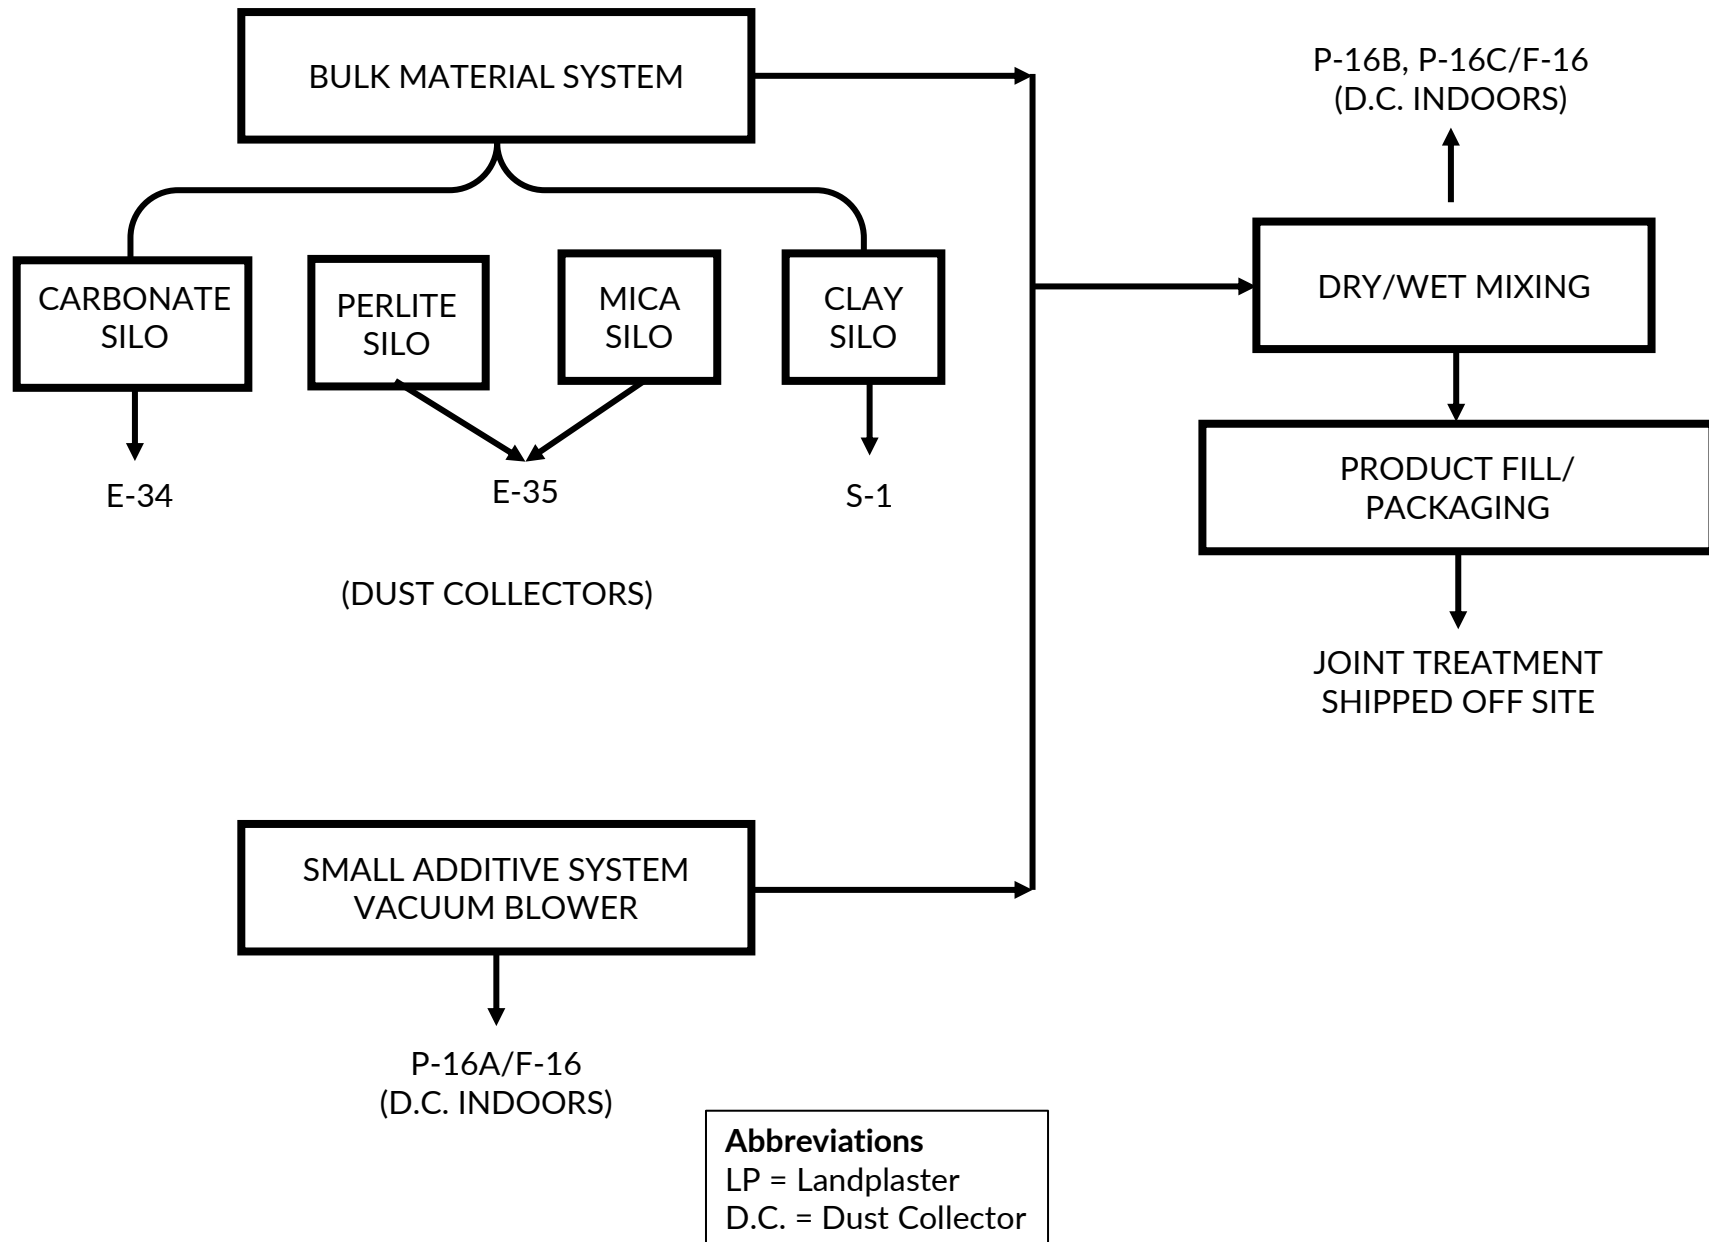 BULK MATERIAL SYSTEM
P-16B, P-16C/F-16
(D.C. INDOORS)
CARBONATE
SILO
PERLITE
SILO
MICA
SILO
CLAY
SILO
DRY/WET MIXING
E-34
E-35
S-1
PRODUCT FILL/
PACKAGING
(DUST COLLECTORS)
JOINT TREATMENT
SHIPPED OFF SITE
SMALL ADDITIVE SYSTEM
VACUUM BLOWER
P-16A/F-16
(D.C. INDOORS)
Abbreviations
LP = Landplaster
D.C. = Dust Collector